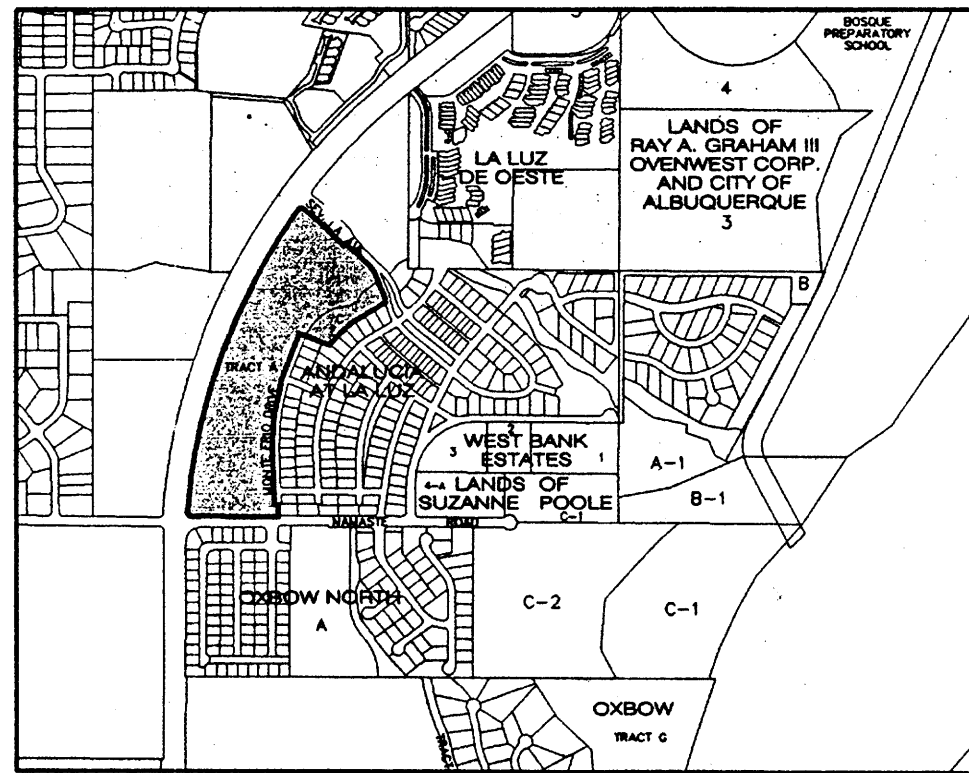 BOSQUE
PREPARATORY
SCHOOL
4
LANDS OF
RAY A. GRAHAM III
OVENWEST CORP.
AND CITY OF
ALBUQUERQUE
3
LA LUZ
DE OESTE
B
TRACT A
ANDALUCIA
AT LA LUZ
DRIVE
2
3
WEST BANK
ESTATES
1
A-1
4-A
LANDS OF
SUZANNE POOLE
C-1
B-1
NAMASTE ROAD
OXBOW NORTH
A
C-2
C-1
OXBOW
TRACT G
TRACT